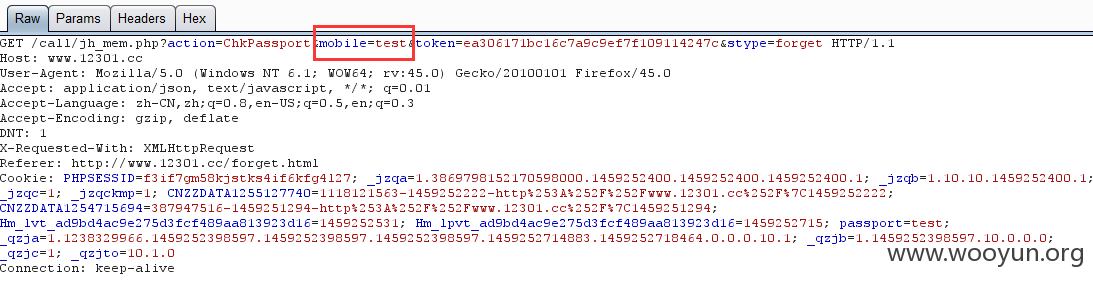 Raw Params Headers Hex
GET /call/jh_mem.php?action=ChkPassport&mobile=test&token=ea306171bc16c7a9c9ef7f109114247c&stype=forget HTTP/1.1
Host: www.12301.cc
User-Agent: Mozilla/5.0 (Windows NT 6.1; WOW64; rv:45.0) Gecko/20100101 Firefox/45.0
Accept: application/json, text/javascript, */*; q=0.01
Accept-Language: zh-CN,zh;q=0.8,en-US;q=0.5,en;q=0.3
Accept-Encoding: gzip, deflate
DNT: 1
X-Requested-With: XMLHttpRequest
Referer: http://www.12301.cc/forget.html
Cookie: PHPSESSID=f3if7gm58kjstks4if6kfg4127; _jzqa=1.3869798152170598000.1459252400.1459252400.1459252400.1; _jzqb=1.10.10.1459252400.1;
_jzqc=1; _jzqckmp=1; CNZZDATA1255127740=1118121563-1459252222-http%253A%252F%252Fwww.12301.cc%252F%7C1459252222;
CNZZDATA1254715694=387947516-1459251294-http%253A%252F%252Fwww.12301.cc%252F%7C1459251294;
Hm_lvt_ad9bd4ac9e275d3fcf489aa813923d16=1459252531; Hm_lpvt_ad9bd4ac9e275d3fcf489aa813923d16=1459252715; passport=test;
_qzja=1.1238329966.1459252398597.1459252398597.1459252398597.1459252714883.1459252718464.0.0.0.10.1; _qzjb=1.1459252398597.10.0.0.0;
_qzjc=1; _qzjto=10.1.0
Connection: keep-alive
www.wooyun.org